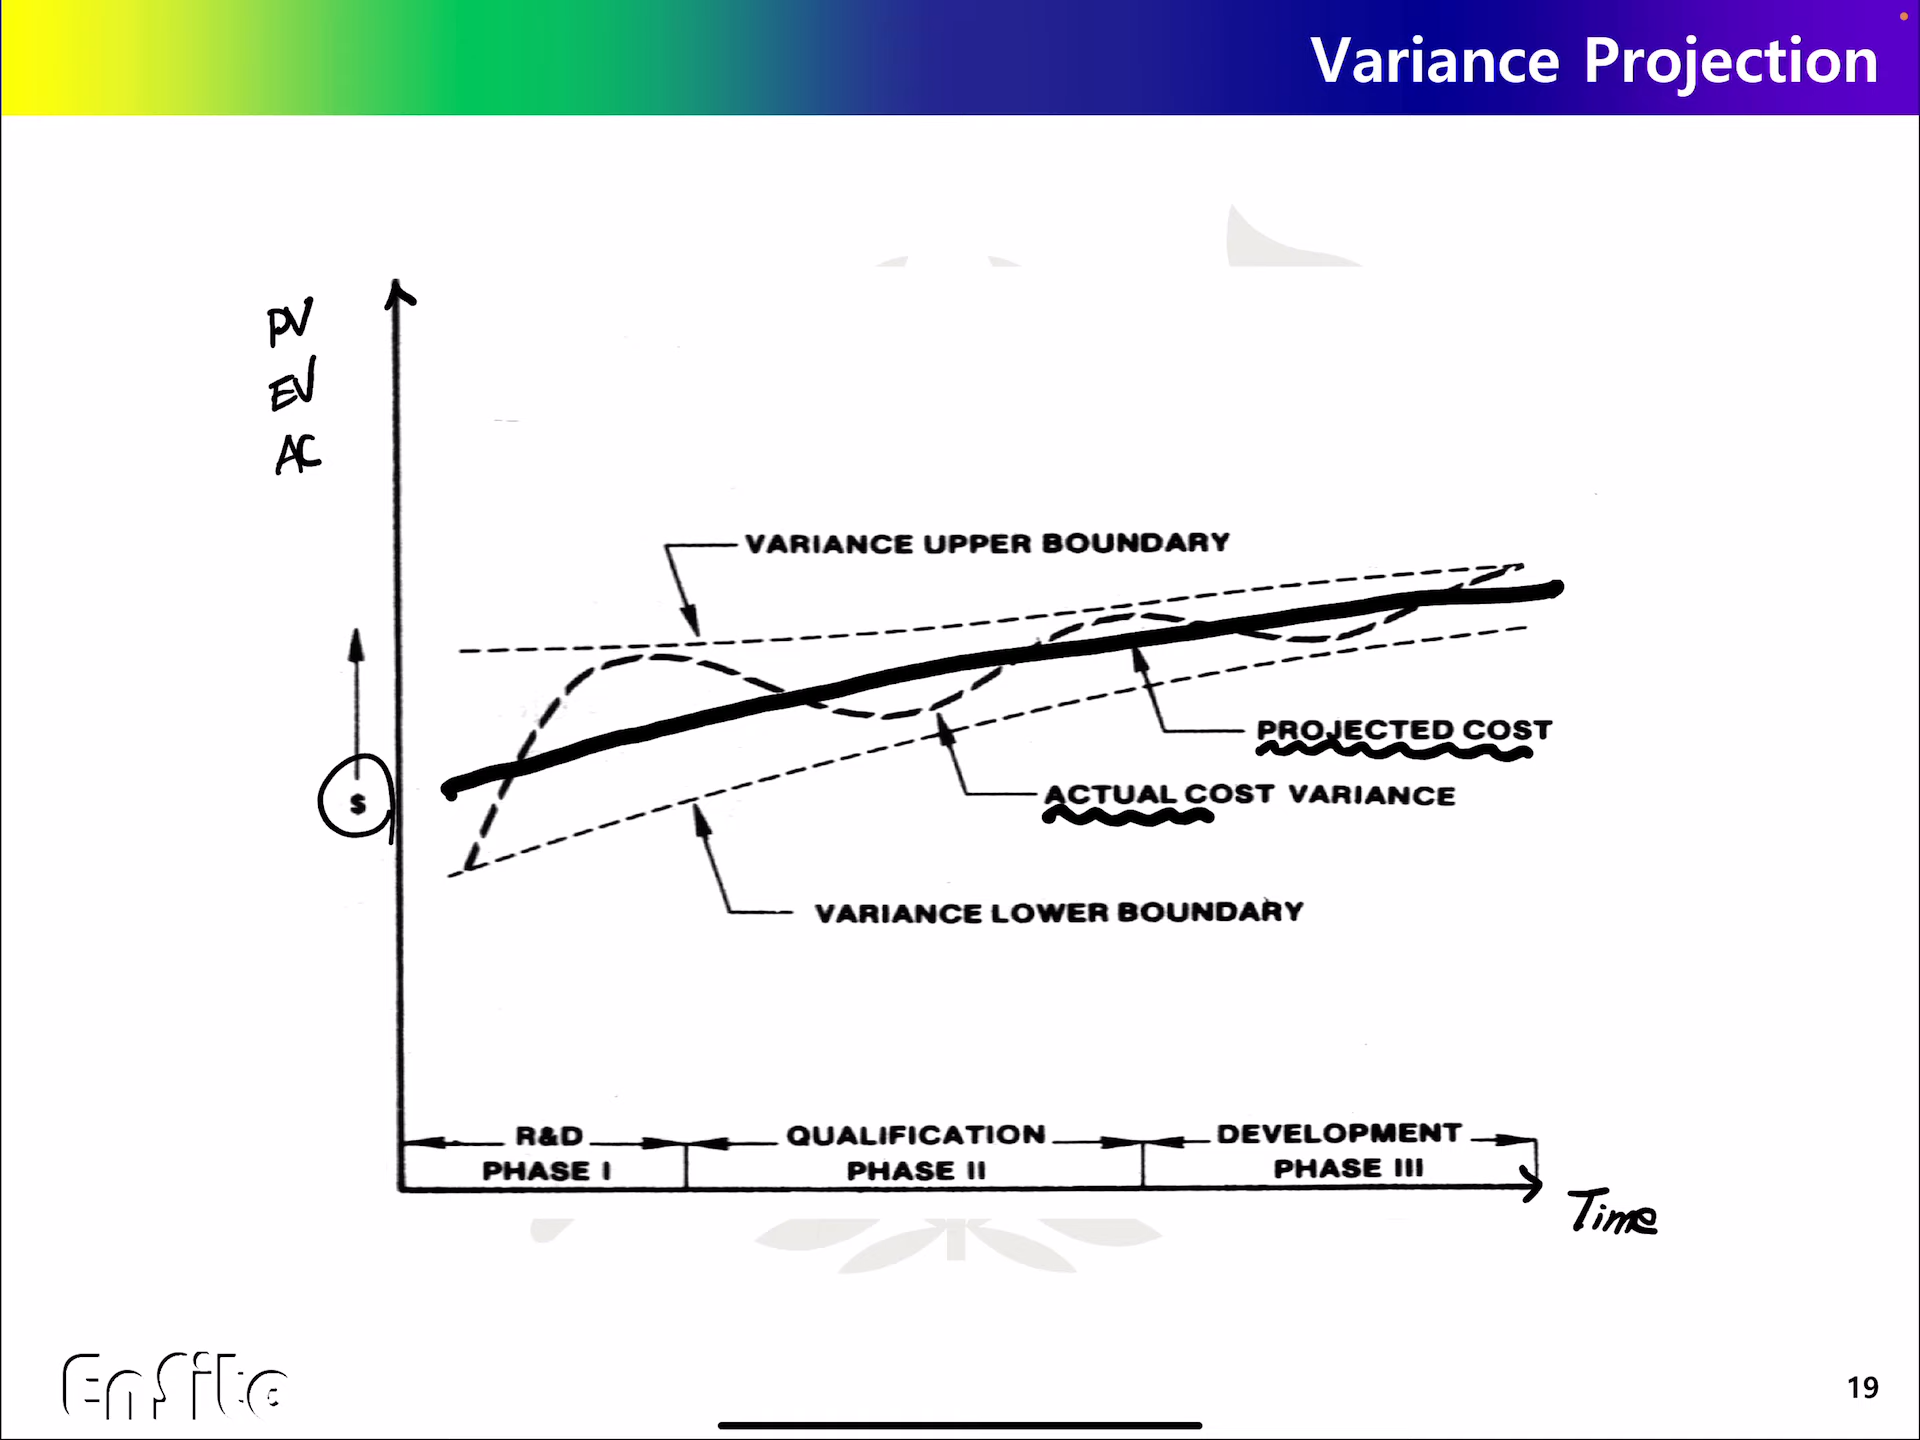 Variance Projection
PV
EV
AC
VARIANCE UPPER BOUNDARY
PROJECTED COST
$
ACTUAL COST VARIANCE
VARIANCE LOWER BOUNDARY
R&D
PHASE I
QUALIFICATION
PHASE II
DEVELOPMENT
PHASE III
Time
EnSite
19